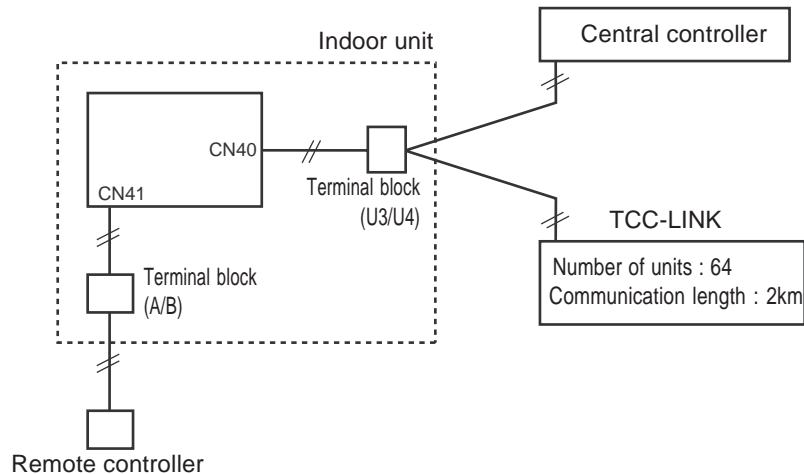 Indoor unit
Central controller
CN40
CN41
Terminal block
(U3/U4)
TCC-LINK
Number of units : 64
Communication length : 2km
Terminal block
(A/B)
Remote controller